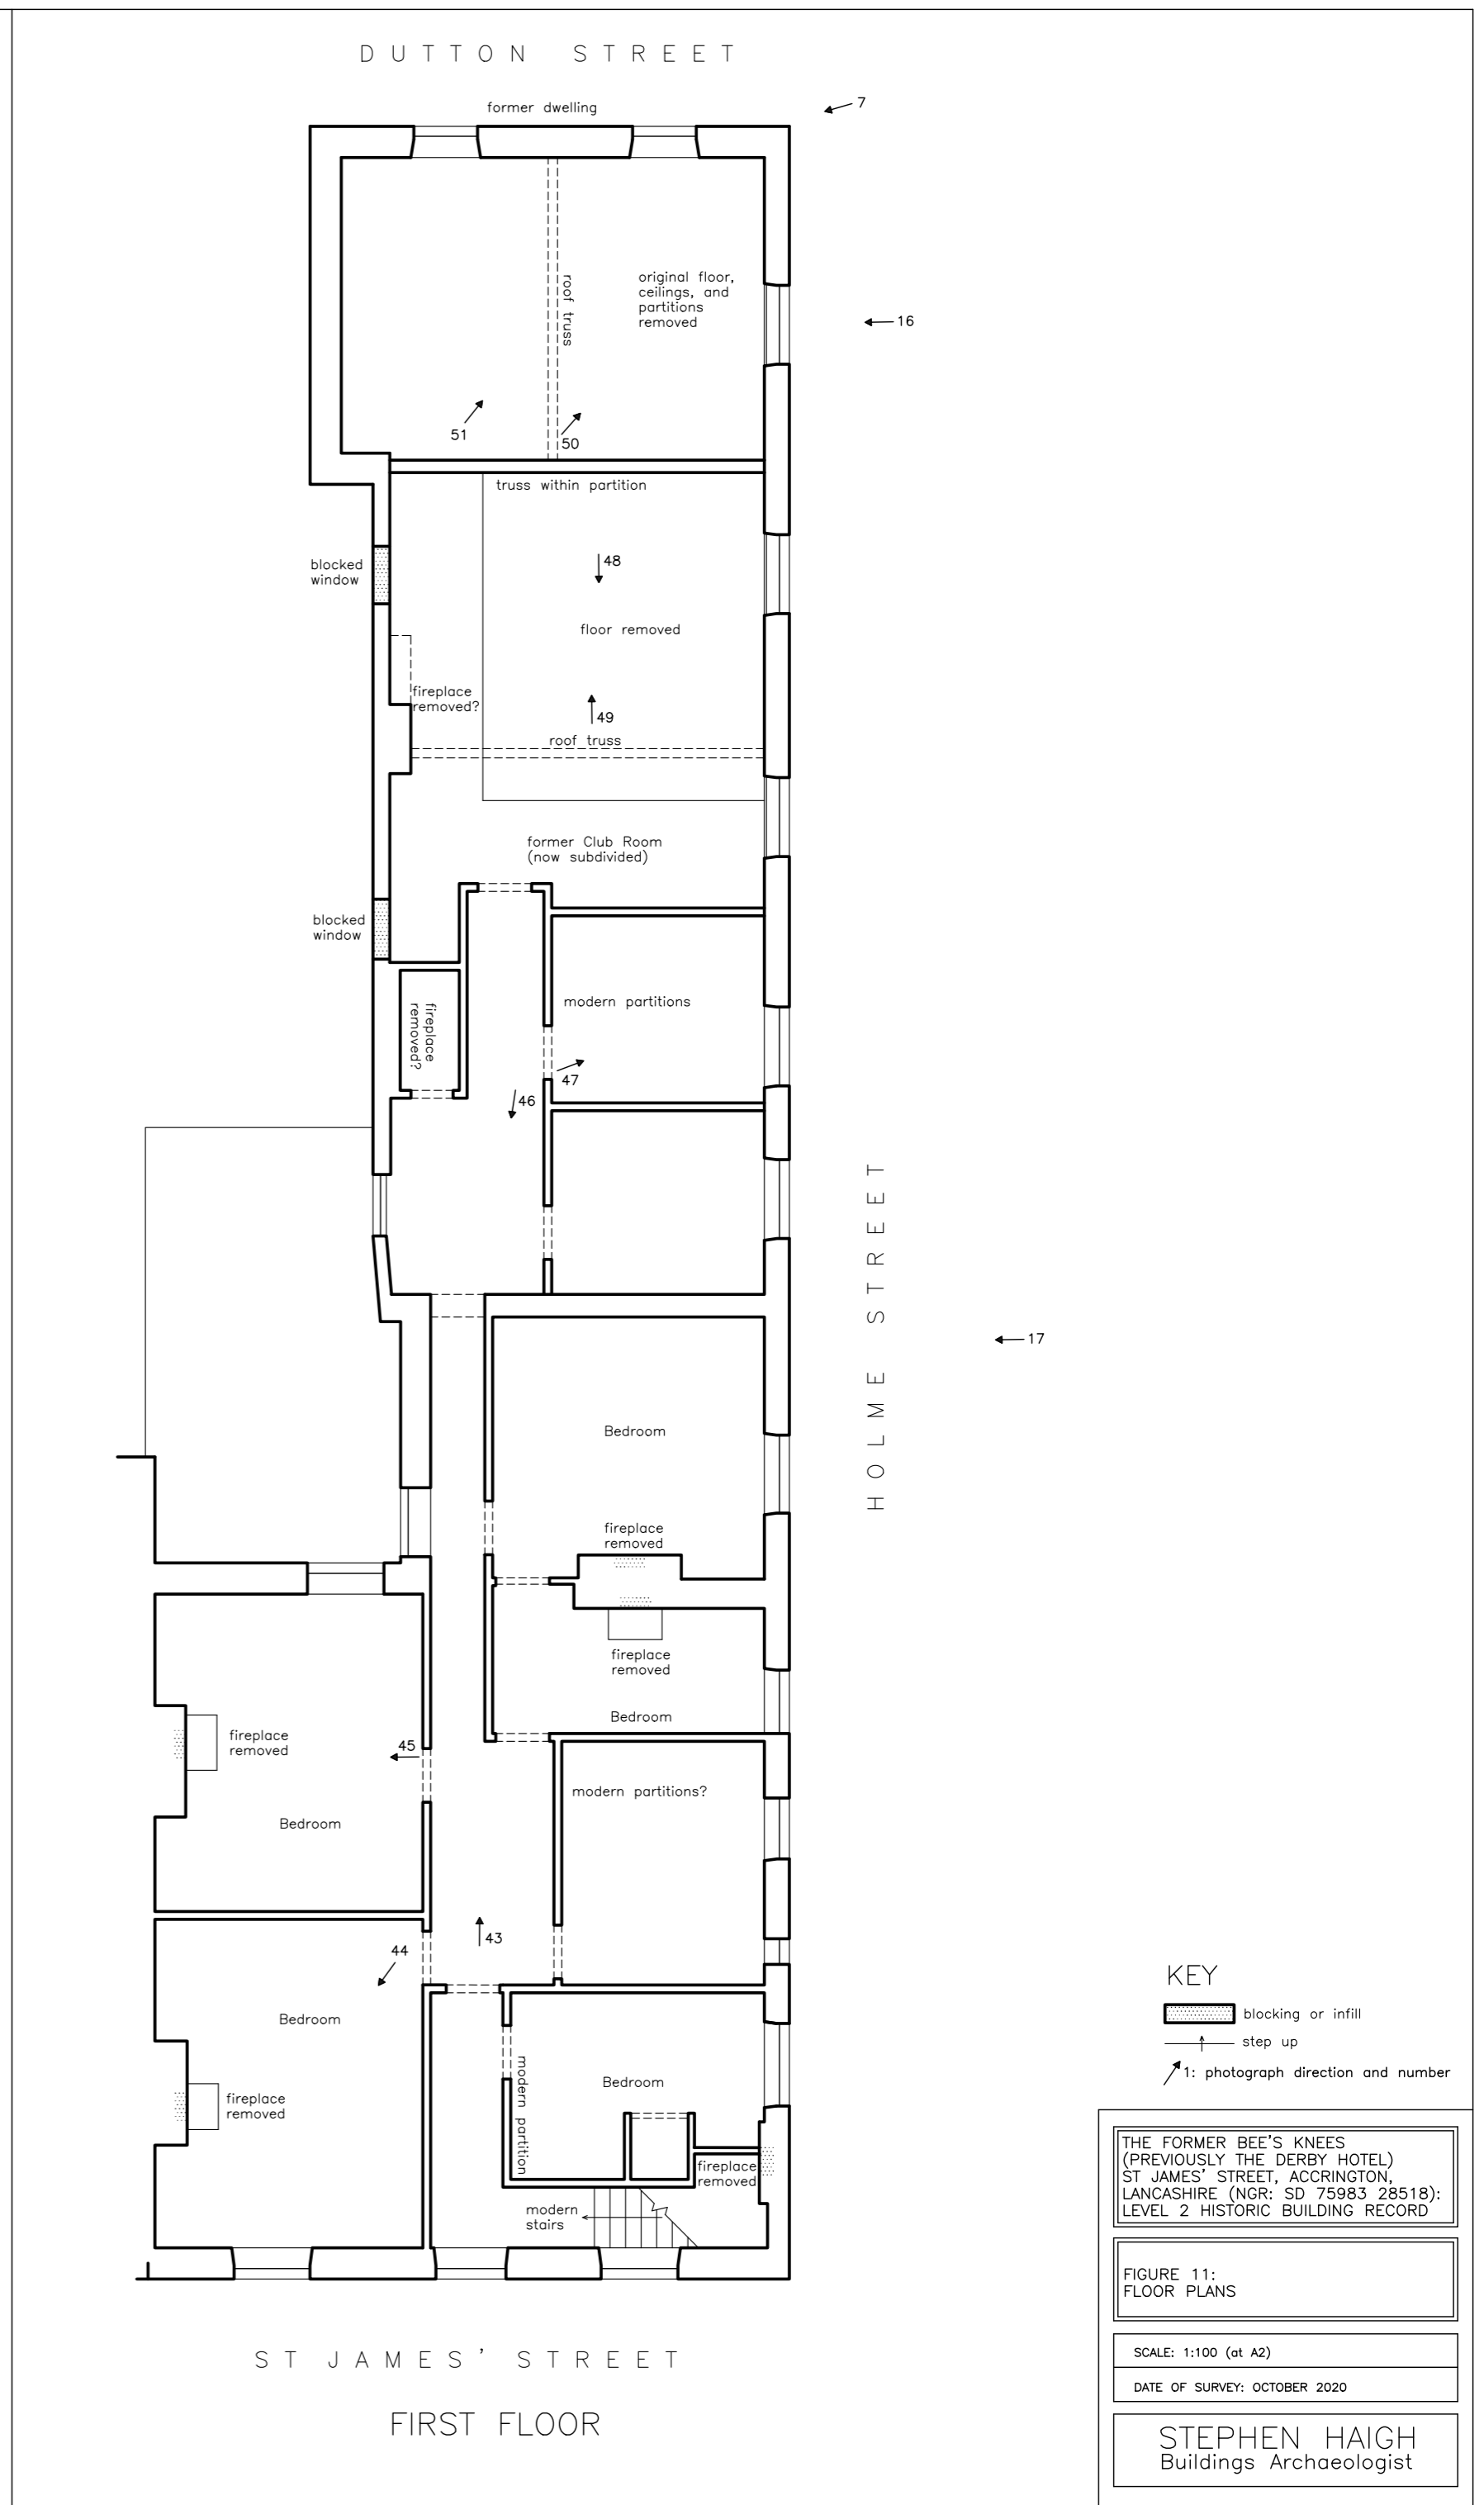 DUTTON STREET
former dwelling
7
original floor,
ceilings, and
partitions
removed
roof truss
16
51
50
truss within partition
blocked
window
48
floor removed
fireplace
removed?
49
roof truss
former Club Room
(now subdivided)
blocked
window
modern partitions
fireplace
removed?
47
46
HOLME STREET
17
Bedroom
fireplace
removed
fireplace
removed
Bedroom
fireplace
removed
45
modern partitions?
Bedroom
43
44
Bedroom
modern partition
Bedroom
fireplace
removed
fireplace
removed
modern
stairs
ST JAMES' STREET
FIRST FLOOR
KEY
blocking or infill
step up
1: photograph direction and number
THE FORMER BEE'S KNEES
(PREVIOUSLY THE DERBY HOTEL)
ST JAMES' STREET, ACCRINGTON,
LANCASHIRE (NGR: SD 75983 28518):
LEVEL 2 HISTORIC BUILDING RECORD
FIGURE 11:
FLOOR PLANS
SCALE: 1:100 (at A2)
DATE OF SURVEY: OCTOBER 2020
STEPHEN HAIGH
Buildings Archaeologist